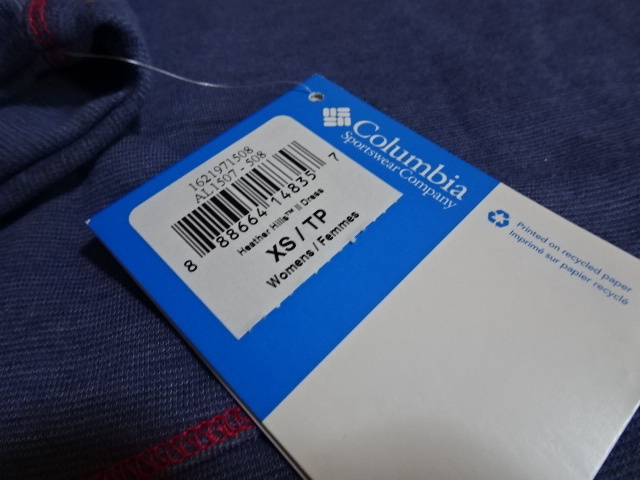 1621971508
AL1507 - 508
8 88664 14835 7
Heather Hills™ II Dress
XS / TP
Womens / Femmes
Columbia
Sportswear Company
Printed on recycled paper
Imprimé sur papier recyclé